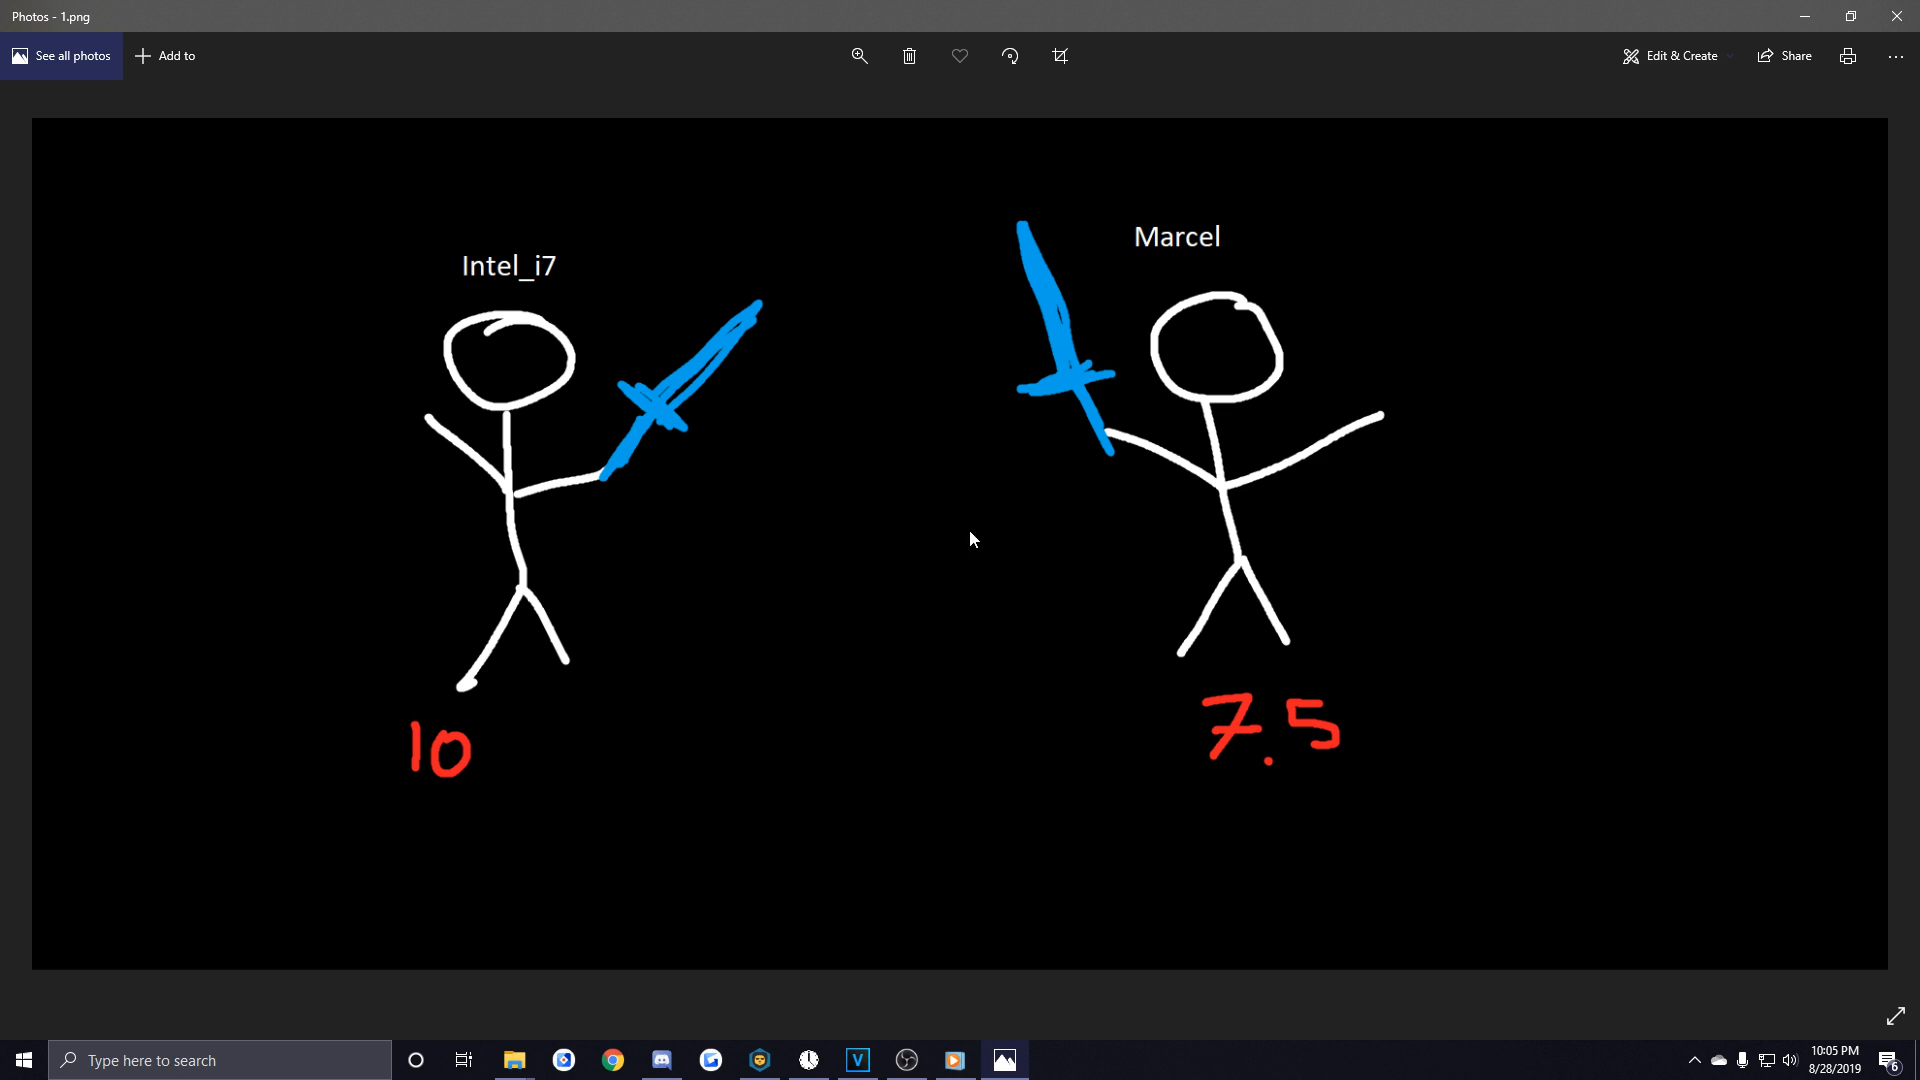 Photos - 1.png
See all photos
Add to
Edit & Create
Share
Marcel
Intel_i7
10
7.5
Type here to search
V
10:05 PM
8/28/2019
6